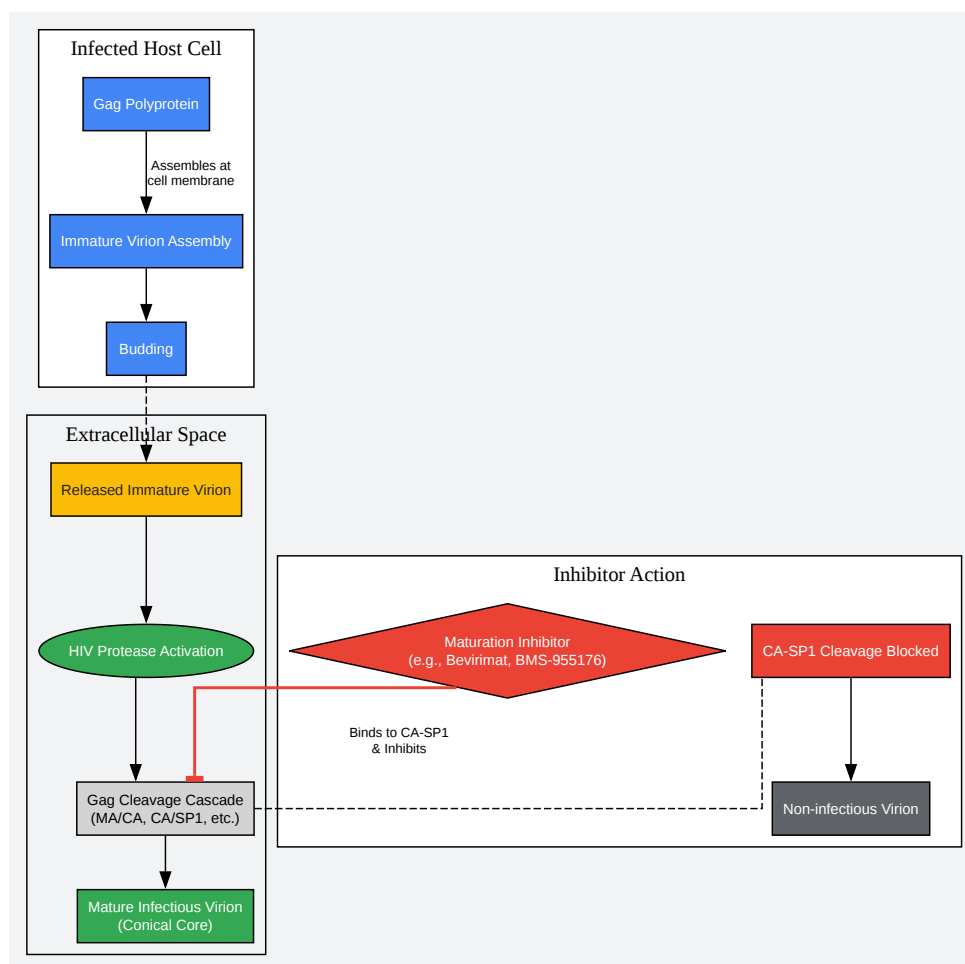 Infected Host Cell
Gag Polyprotein
Assembles at
cell membrane
Immature Virion Assembly
Budding
Extracellular Space
Released Immature Virion
HIV Protease Activation
Gag Cleavage Cascade
(MA/CA, CA/SP1, etc.)
Mature Infectious Virion
(Conical Core)
Inhibitor Action
Maturation Inhibitor
(e.g., Bevirimat, BMS-955176)
Binds to CA-SP1
& Inhibits
CA-SP1 Cleavage Blocked
Non-infectious Virion